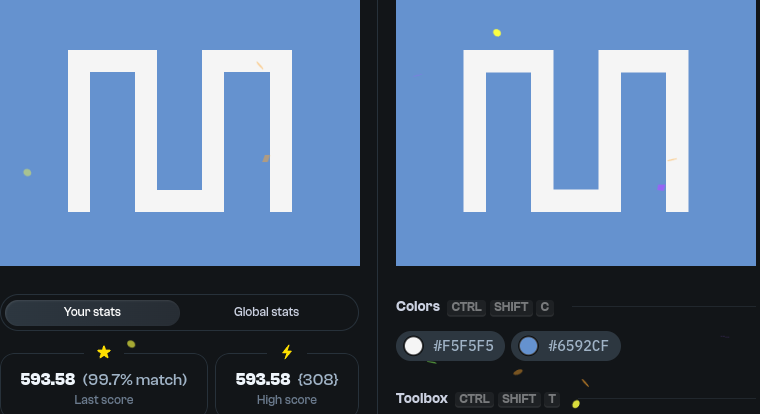 Your stats
Global stats
593.58 (99.7% match)
Last score
593.58 {308}
High score
Colors CTRL SHIFT C
#F5F5F5
#6592CF
Toolbox CTRL SHIFT T